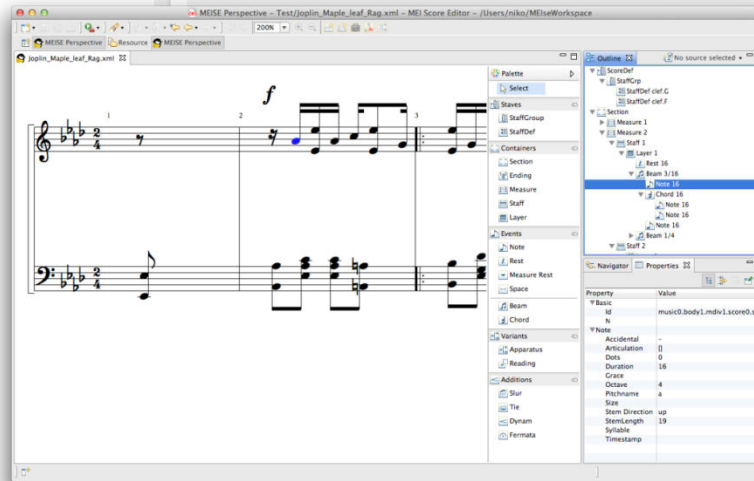 MEISE Perspective - Test/Joplin_Maple_leaf_Rag.xml - MEI Score Editor - /Users/niko/MEIseWorkspace
200%
MEISE Perspective Resource MEISE Perspective
Joplin_Maple_leaf_Rag.xml
f
1 2 3
2
4
2
4
Palette
Select
Staves
StaffGroup
StaffDef
Containers
Section
Ending
Measure
Staff
Layer
Events
Note
Rest
Measure Rest
Space
Beam
Chord
Variants
Apparatus
Reading
Additions
Slur
Tie
Dynam
Fermata
Outline No source selected
ScoreDef
StaffGrp
StaffDef clef.G
StaffDef clef.F
Section
Measure 1
Measure 2
Staff 1
Layer 1
Rest 16
Beam 3/16
Note 16
Chord 16
Note 16
Note 16
Note 16
Beam 1/4
Staff 2
Navigator Properties
Property Value
Basic
Id music0.body1.mdiv1.score0.s
N
Note
Accidental -
Articulation []
Dots 0
Duration 16
Grace
Octave 4
Pitchname a
Size
Stem Direction up
StemLength 19
Syllable
Timestamp